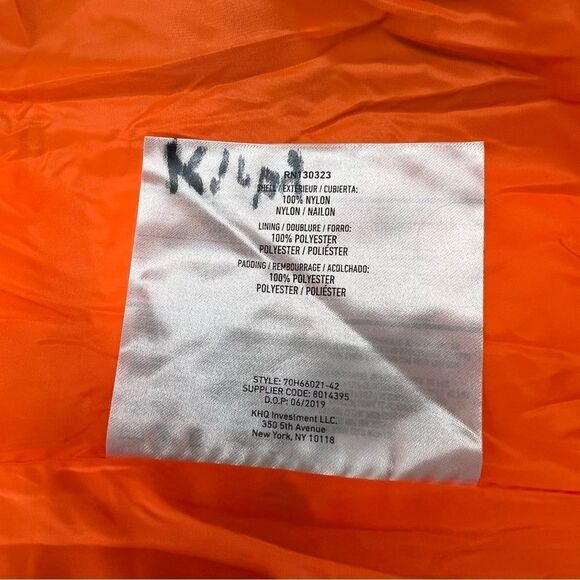 RN130323
SHELL / EXTÉRIEUR / CUBIERTA:
100% NYLON
NYLON / NAILON
LINING / DOUBLURE / FORRO:
100% POLYESTER
POLYESTER / POLIÉSTER
PADDING / REMBOURRAGE / ACOLCHADO:
100% POLYESTER
POLYESTER / POLIÉSTER
STYLE: 70H66021-42
SUPPLIER CODE: 8014395
D.O.P: 06/2019
KHQ Investment LLC.
350 5th Avenue
New York, NY 10118